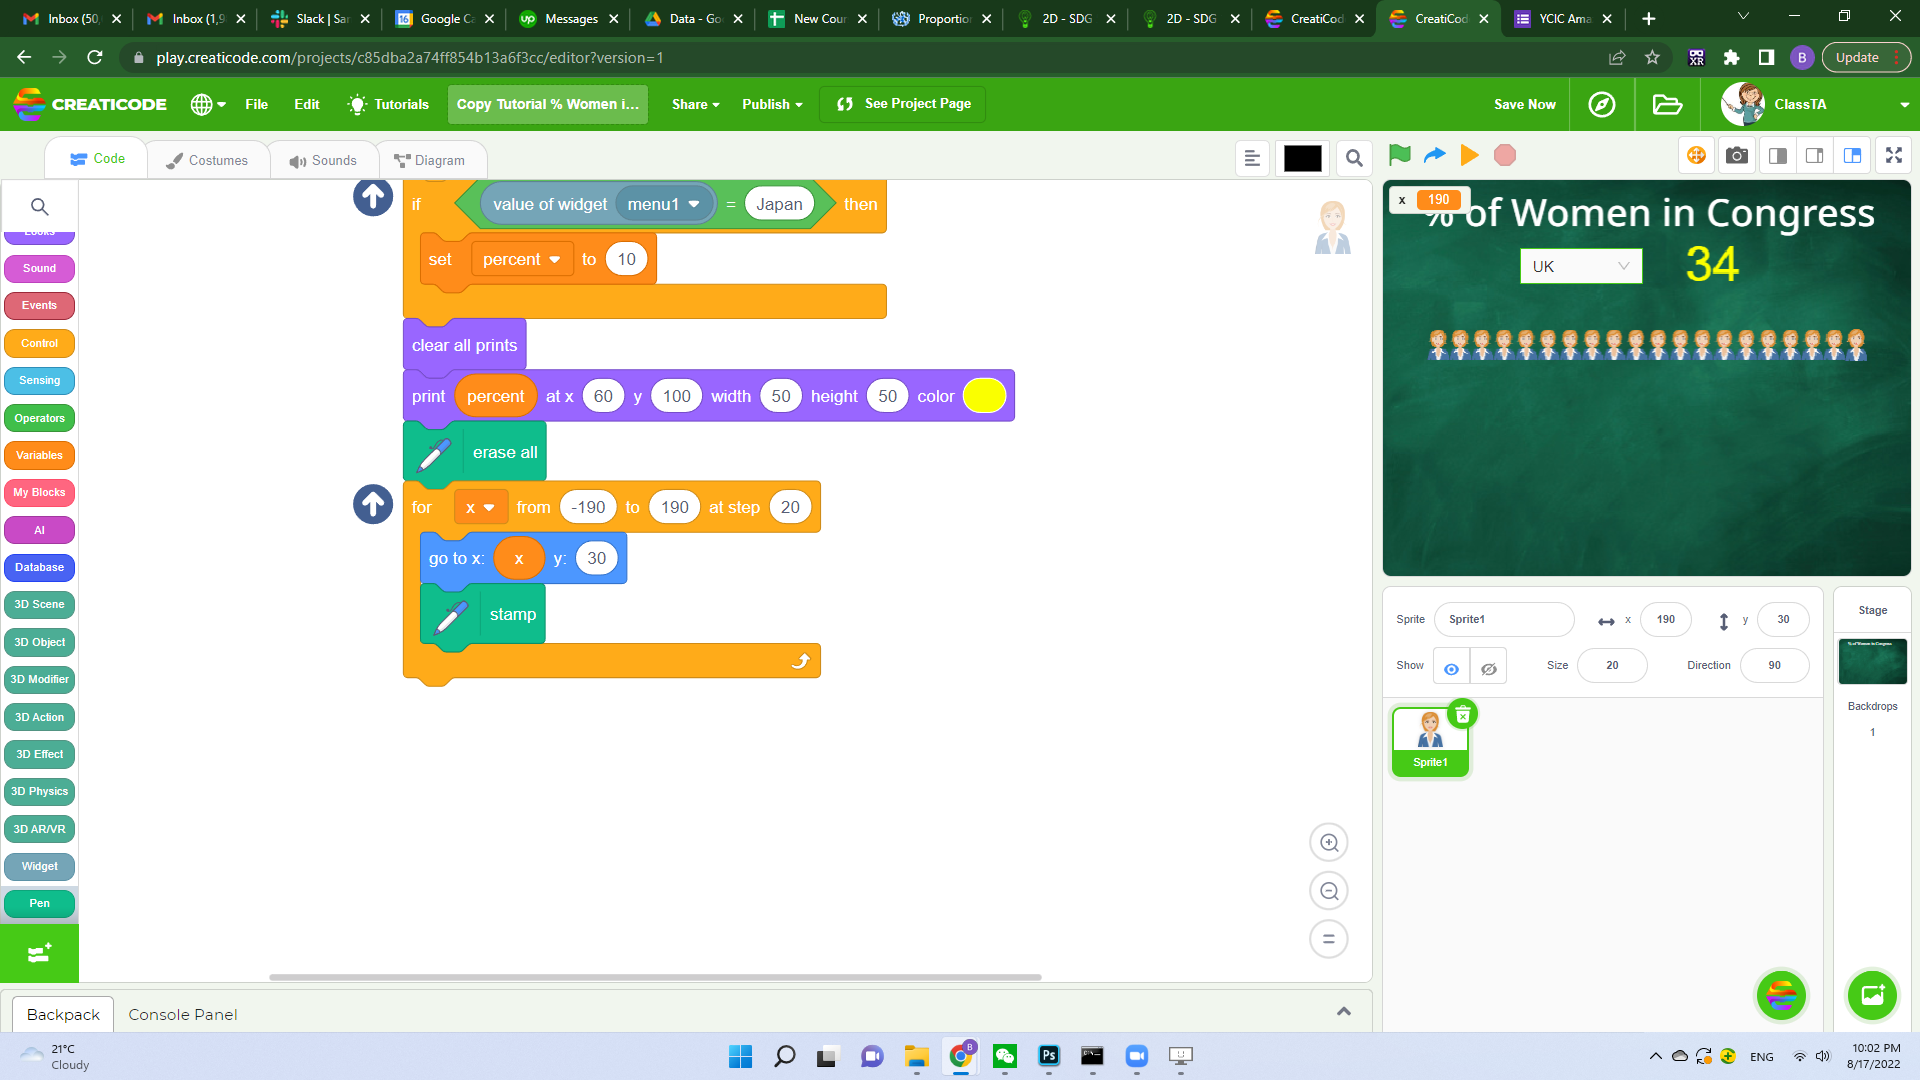 Inbox (50,
Inbox (1,9
Slack | Sar
Google Ca
Messages
Data - Go
New Cour
Proportio
2D - SDG
2D - SDG
CreatiCod
CreatiCod
YCIC Ama
play.creaticode.com/projects/c85dba2a74ff854b13a6f3cc/editor?version=1
XR
B
Update
CREATICODE
File
Edit
Tutorials
Copy Tutorial % Women i...
Share
Publish
See Project Page
Save Now
ClassTA
Code
Costumes
Sounds
Diagram
Looks
Sound
Events
Control
Sensing
Operators
Variables
My Blocks
AI
Database
3D Scene
3D Object
3D Modifier
3D Action
3D Effect
3D Physics
3D AR/VR
Widget
Pen
if value of widget menu1 = Japan then
set percent to 10
clear all prints
print percent at x 60 y 100 width 50 height 50 color
erase all
for x from -190 to 190 at step 20
go to x: x y: 30
stamp
x 190
% of Women in Congress
UK
34
Sprite Sprite1 x 190 y 30
Show Size 20 Direction 90
Sprite1
Stage
Backdrops
1
Backpack
Console Panel
21°C
Cloudy
B
Ps
ENG
10:02 PM
8/17/2022